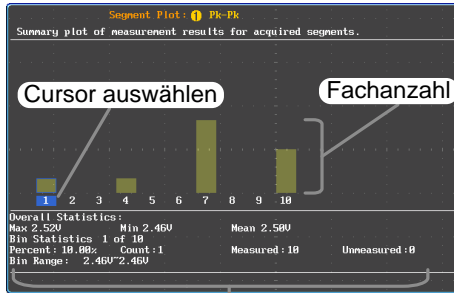 Segment Plot: 1 Pk-Pk
Summary plot of measurement results for acquired segments.
Cursor auswählen
Fachanzahl
1 2 3 4 5 6 7 8 9 10
Overall Statistics:
Max 2.52V Min 2.46V Mean 2.50V
Bin Statistics 1 of 10
Percent: 10.00% Count:1 Measured:10 Unmeasured:0
Bin Range: 2.46V~2.46V